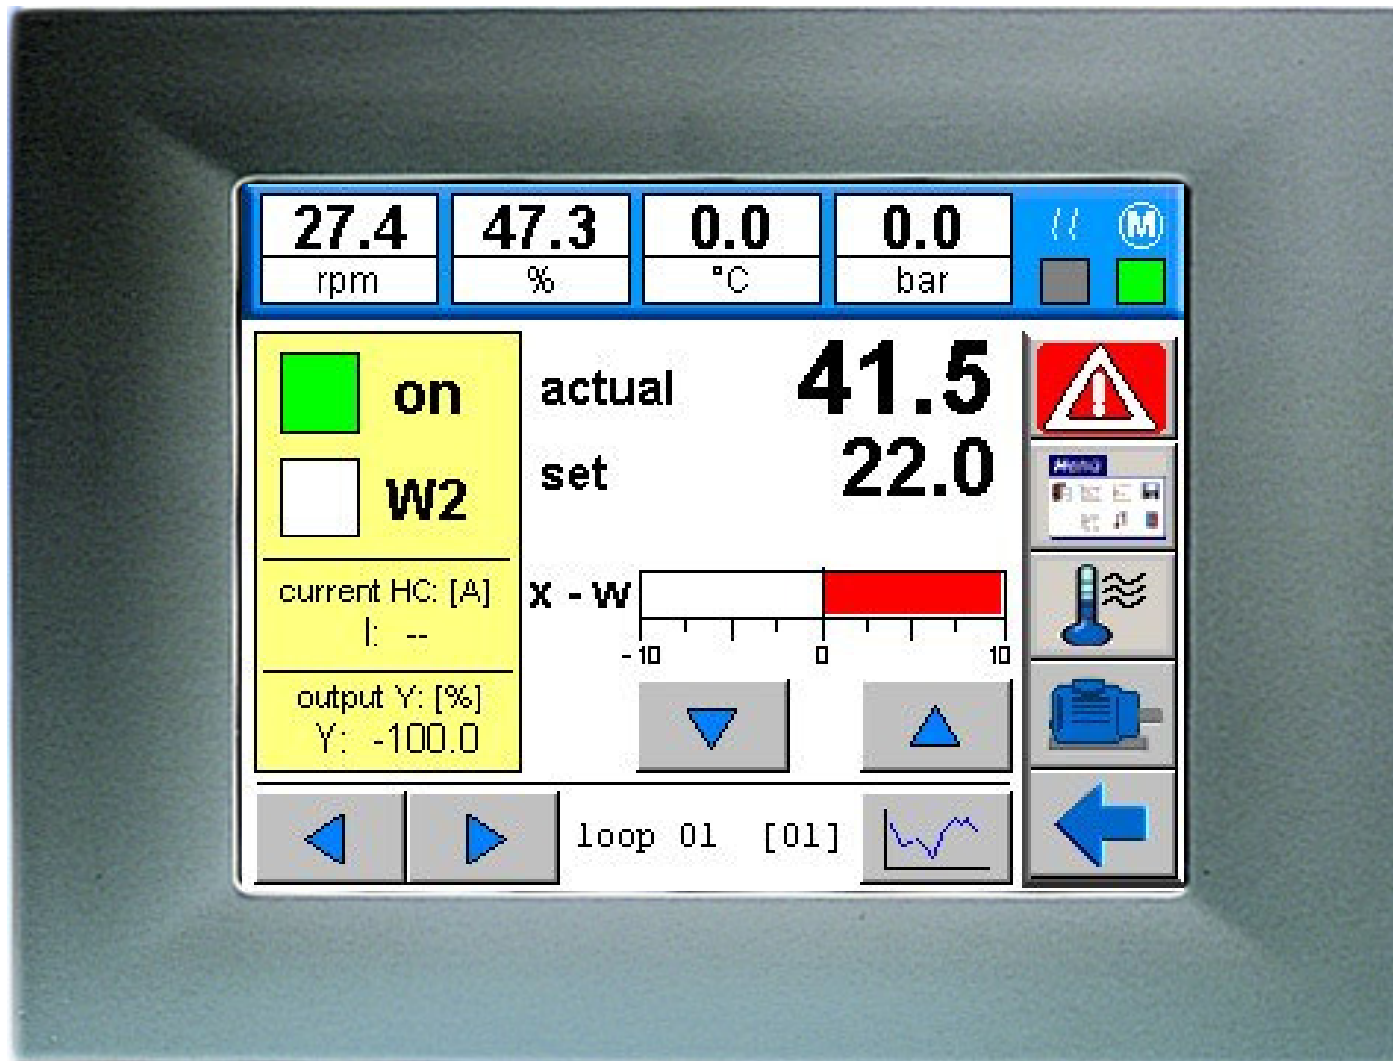 27.4 47.3 0.0 0.0 M
rpm % °C bar
on
W2
actual 41.5
set 22.0
Menü
current HC: [A]
I: --
x - w
-10 0 10
output Y: [%]
Y: -100.0
loop 01 [01]